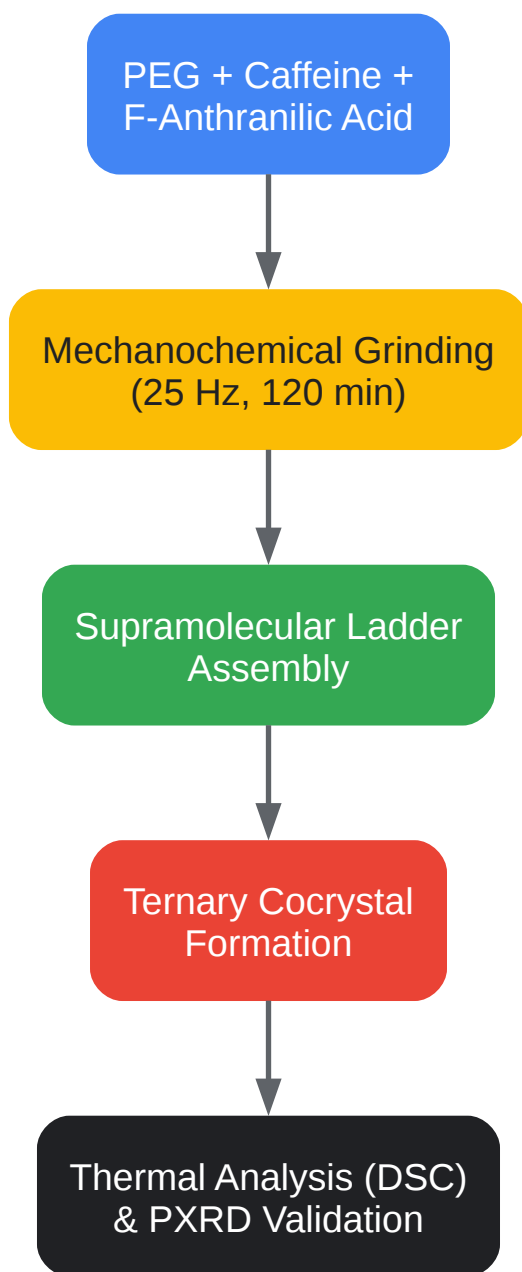 PEG + Caffeine +
F-Anthranilic Acid
Mechanochemical Grinding
(25 Hz, 120 min)
Supramolecular Ladder
Assembly
Ternary Cocrystal
Formation
Thermal Analysis (DSC)
& PXRD Validation